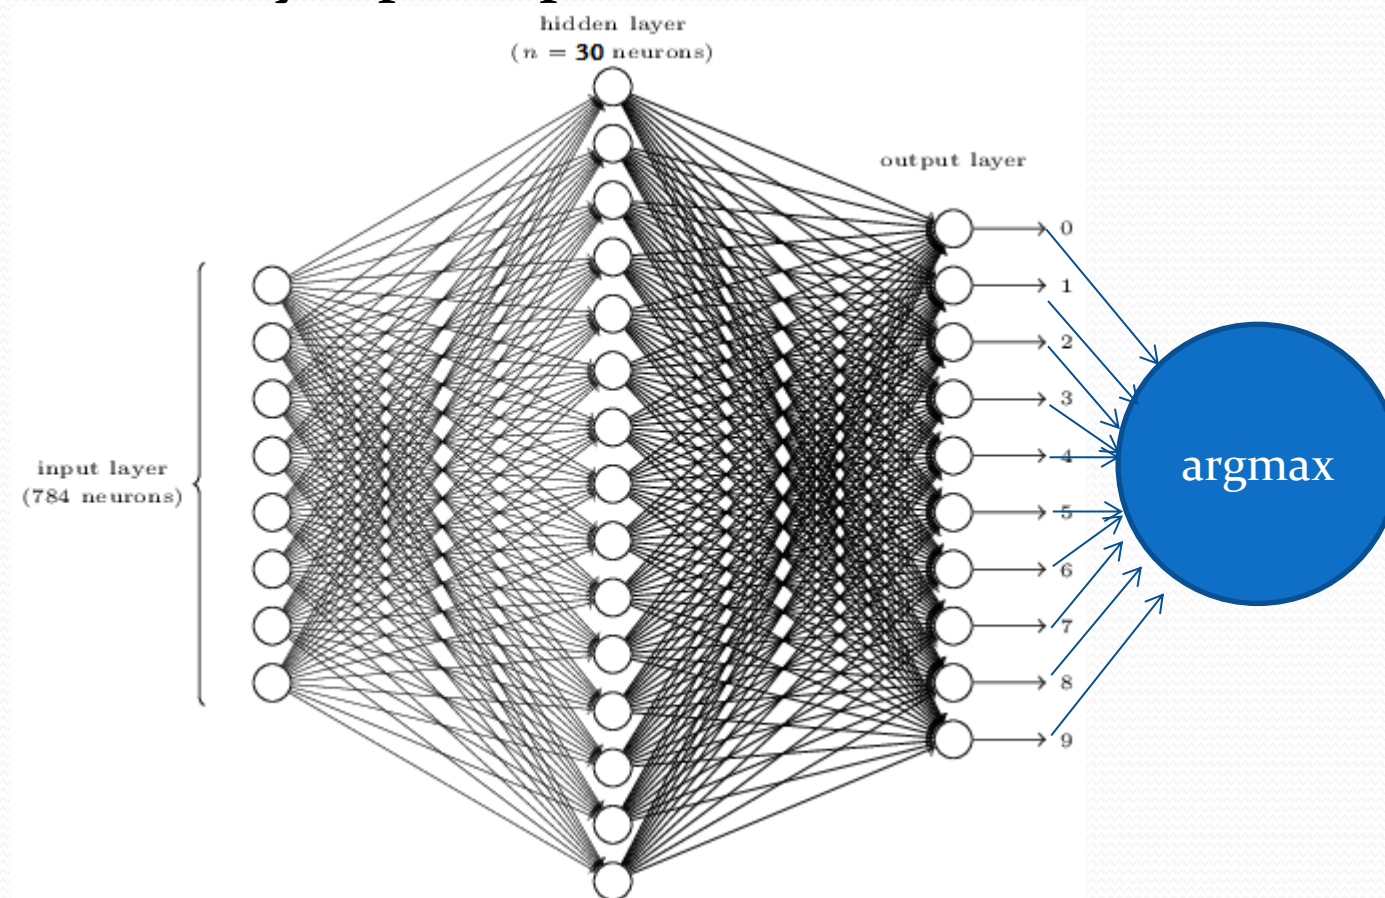 hidden layer
(n = 30 neurons)
output layer
input layer
(784 neurons)
0
1
2
3
4
5
6
7
8
9
argmax